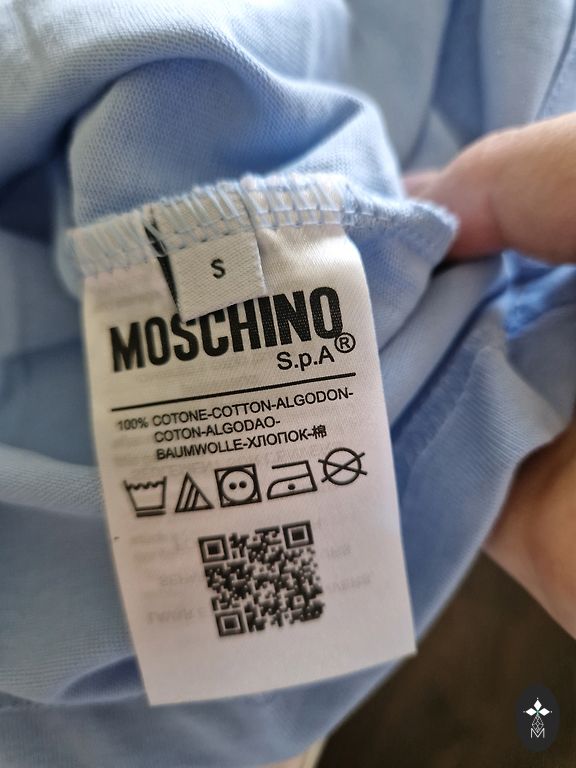 S
MOSCHINO
S.p.A®
100% COTONE-COTTON-ALGODON-
COTON-ALGODAO-
BAUMWOLLE-ХЛОПОК-棉
M